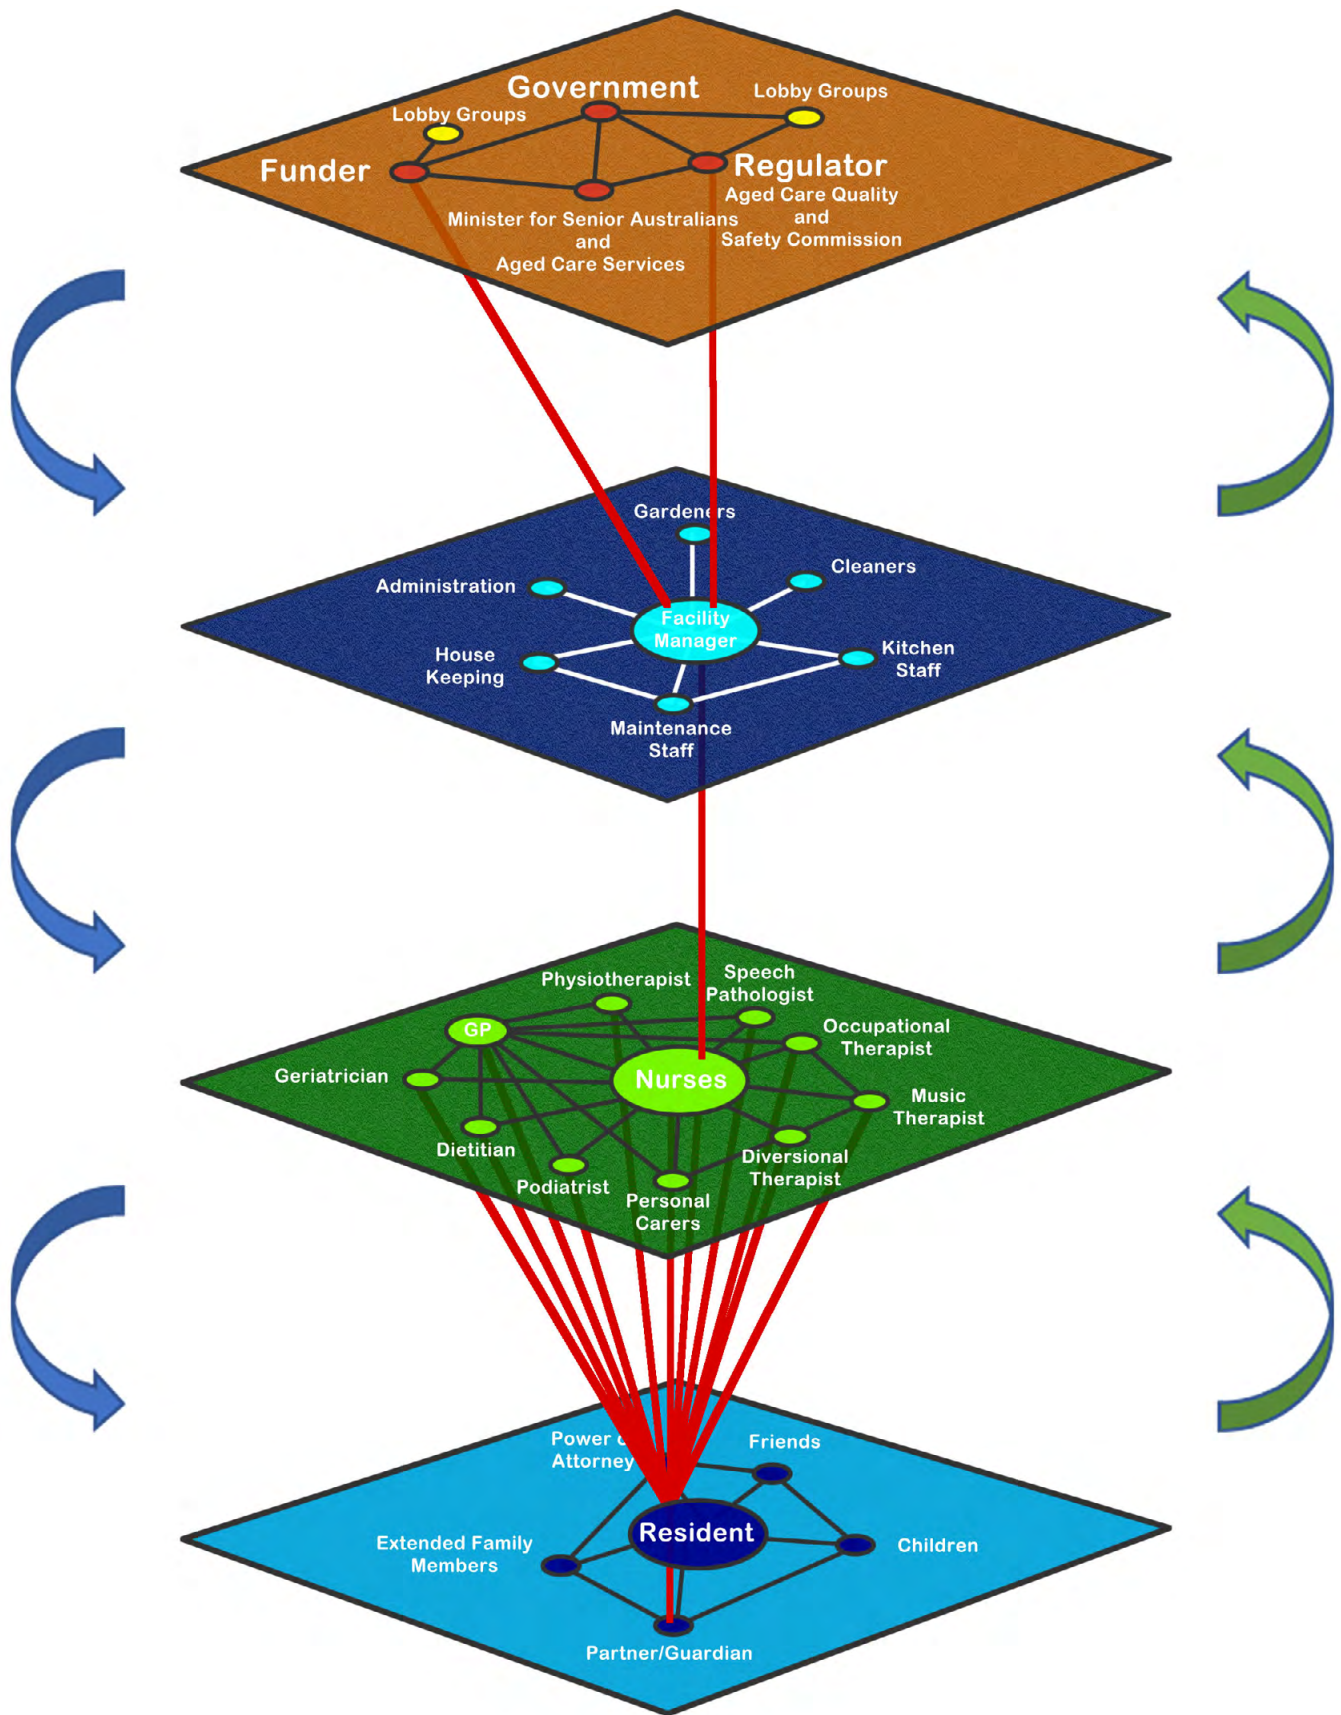 Government
Lobby Groups
Lobby Groups
Funder
Regulator
Aged Care Quality
and
Safety Commission
Minister for Senior Australians
and
Aged Care Services
Gardeners
Cleaners
Administration
Facility
Manager
House
Keeping
Kitchen
Staff
Maintenance
Staff
Physiotherapist
Speech
Pathologist
GP
Occupational
Therapist
Geriatrician
Nurses
Music
Therapist
Dietitian
Diversional
Therapist
Podiatrist
Personal
Carers
Power
Attorney
Friends
Resident
Extended Family
Members
Children
Partner/Guardian